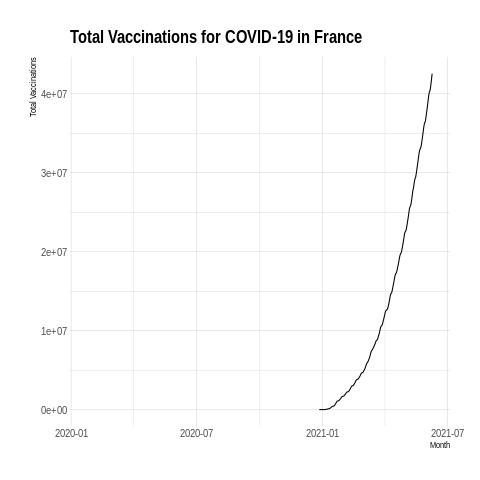 Total Vaccinations for COVID-19 in France
Total Vaccinations
4e+07
3e+07
2e+07
1e+07
0e+00
2020-01 2020-07 2021-01 2021-07
Month